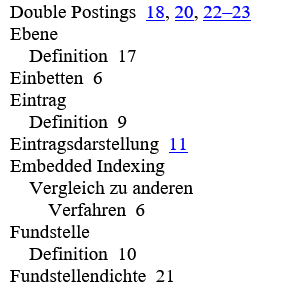 Double Postings 18, 20, 22–23
Ebene
Definition 17
Einbetten 6
Eintrag
Definition 9
Eintragsdarstellung 11
Embedded Indexing
Vergleich zu anderen
Verfahren 6
Fundstelle
Definition 10
Fundstellendichte 21